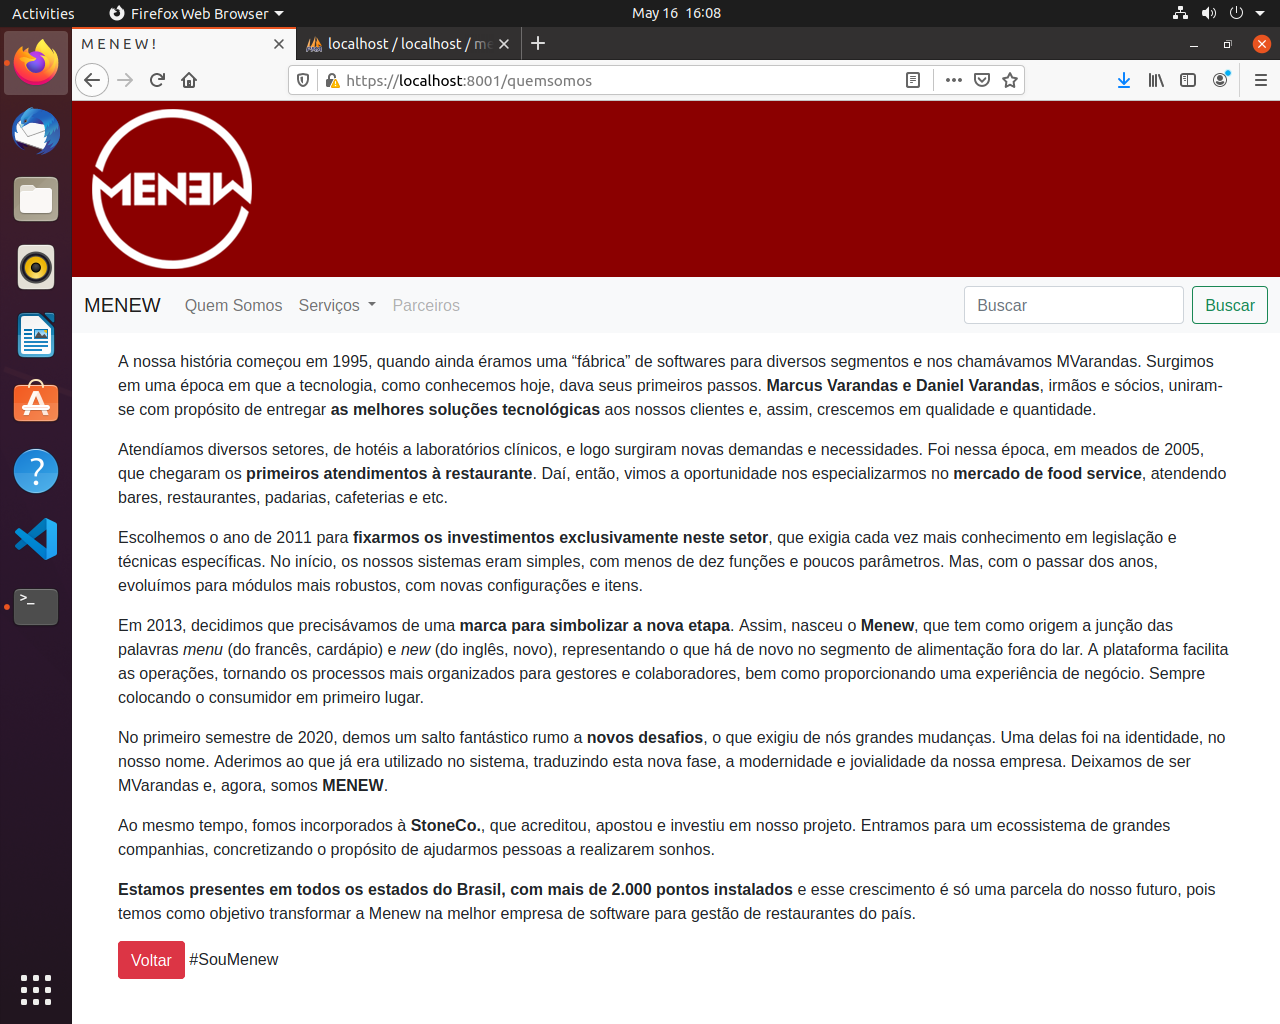 Activities
Firefox Web Browser
May 16 16:08
M E N E W !
localhost / localhost / me
https://localhost:8001/quemsomos
MENEW
MENEW
Quem Somos
Serviços
Parceiros
Buscar
Buscar
A nossa história começou em 1995, quando ainda éramos uma “fábrica” de softwares para diversos segmentos e nos chamávamos MVarandas. Surgimos
em uma época em que a tecnologia, como conhecemos hoje, dava seus primeiros passos. Marcus Varandas e Daniel Varandas, irmãos e sócios, uniram-
se com propósito de entregar as melhores soluções tecnológicas aos nossos clientes e, assim, crescemos em qualidade e quantidade.
Atendíamos diversos setores, de hotéis a laboratórios clínicos, e logo surgiram novas demandas e necessidades. Foi nessa época, em meados de 2005,
que chegaram os primeiros atendimentos à restaurante. Daí, então, vimos a oportunidade nos especializarmos no mercado de food service, atendendo
bares, restaurantes, padarias, cafeterias e etc.
Escolhemos o ano de 2011 para fixarmos os investimentos exclusivamente neste setor, que exigia cada vez mais conhecimento em legislação e
técnicas específicas. No início, os nossos sistemas eram simples, com menos de dez funções e poucos parâmetros. Mas, com o passar dos anos,
evoluímos para módulos mais robustos, com novas configurações e itens.
Em 2013, decidimos que precisávamos de uma marca para simbolizar a nova etapa. Assim, nasceu o Menew, que tem como origem a junção das
palavras menu (do francês, cardápio) e new (do inglês, novo), representando o que há de novo no segmento de alimentação fora do lar. A plataforma facilita
as operações, tornando os processos mais organizados para gestores e colaboradores, bem como proporcionando uma experiência de negócio. Sempre
colocando o consumidor em primeiro lugar.
No primeiro semestre de 2020, demos um salto fantástico rumo a novos desafios, o que exigiu de nós grandes mudanças. Uma delas foi na identidade, no
nosso nome. Aderimos ao que já era utilizado no sistema, traduzindo esta nova fase, a modernidade e jovialidade da nossa empresa. Deixamos de ser
MVarandas e, agora, somos MENEW.
Ao mesmo tempo, fomos incorporados à StoneCo., que acreditou, apostou e investiu em nosso projeto. Entramos para um ecossistema de grandes
companhias, concretizando o propósito de ajudarmos pessoas a realizarem sonhos.
Estamos presentes em todos os estados do Brasil, com mais de 2.000 pontos instalados e esse crescimento é só uma parcela do nosso futuro, pois
temos como objetivo transformar a Menew na melhor empresa de software para gestão de restaurantes do país.
Voltar #SouMenew